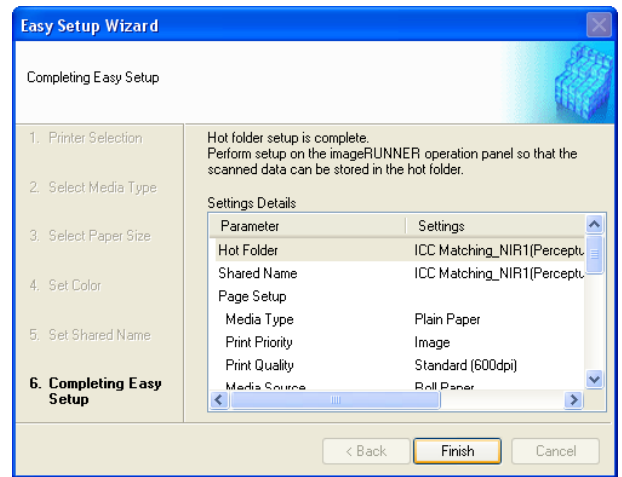 Easy Setup Wizard
Completing Easy Setup
1. Printer Selection
2. Select Media Type
3. Select Paper Size
4. Set Color
5. Set Shared Name
6. Completing Easy
Setup
Hot folder setup is complete.
Perform setup on the imageRUNNER operation panel so that the
scanned data can be stored in the hot folder.
Settings Details
Parameter Settings
Hot Folder ICC Matching_NIR1(Perceptu
Shared Name ICC Matching_NIR1(Perceptu
Page Setup
Media Type Plain Paper
Print Priority Image
Print Quality Standard (600dpi)
Media Source Roll Paper
< Back Finish Cancel